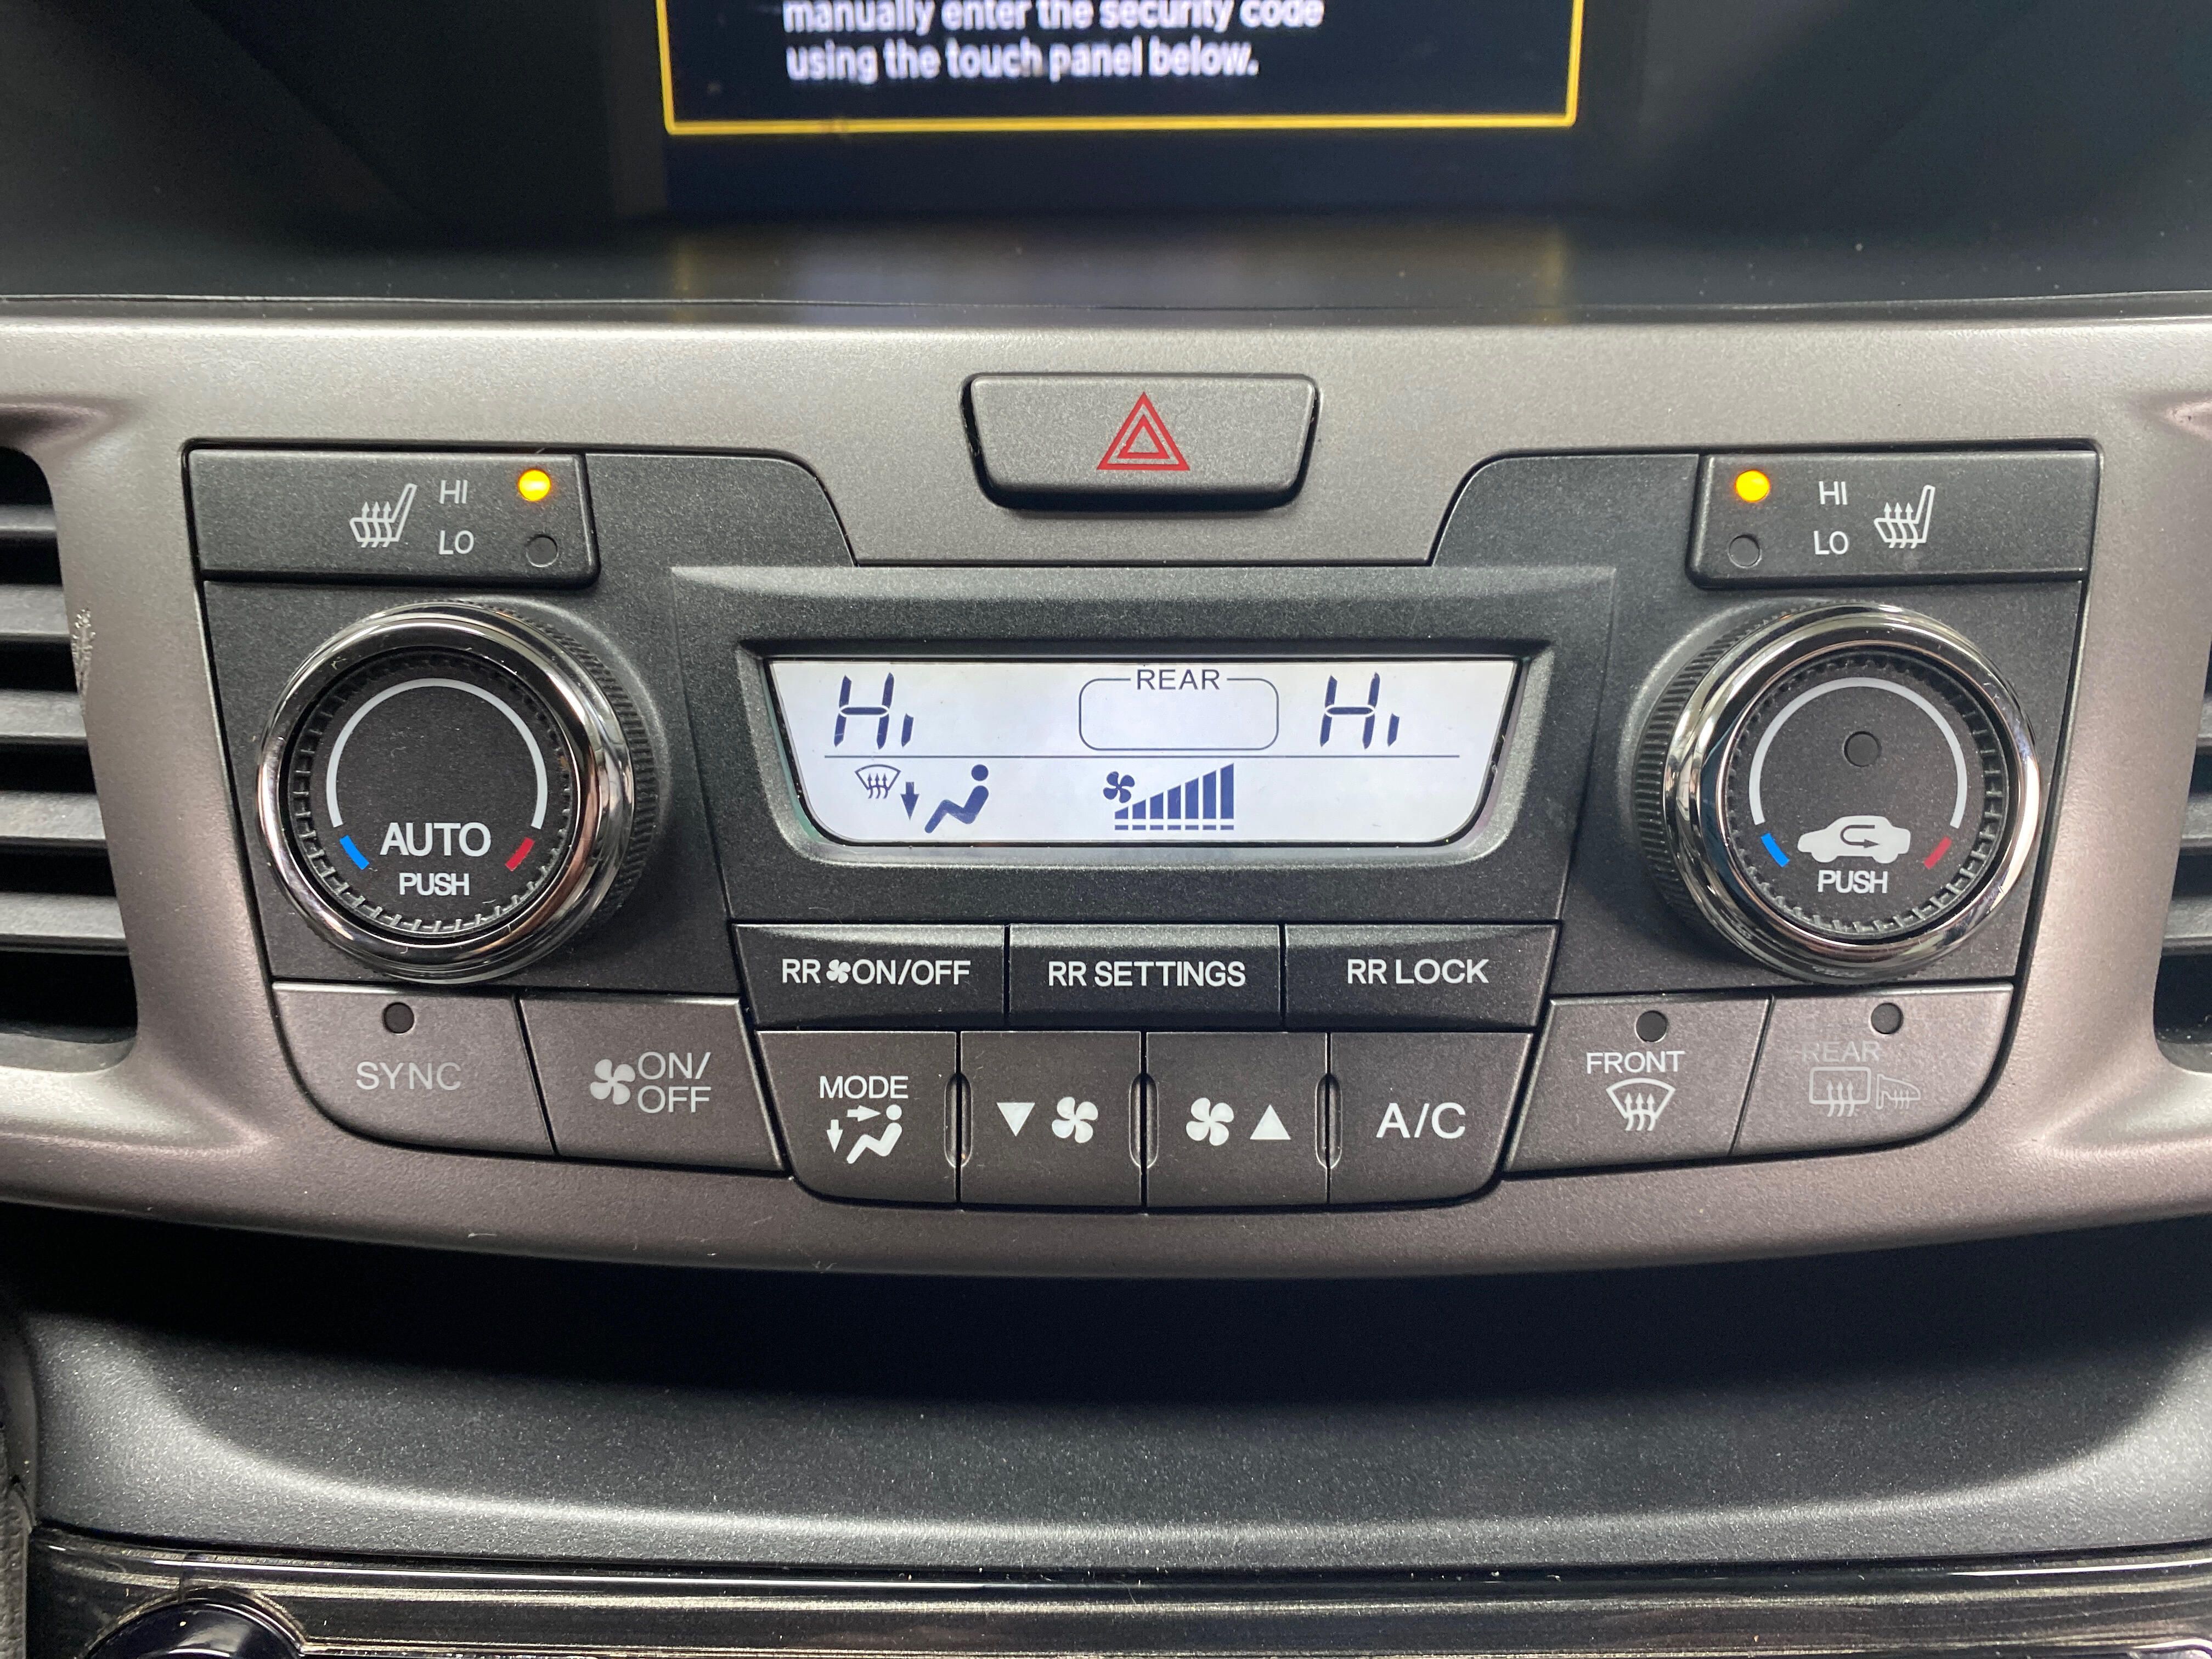 manually enter the security code
using the touch panel below.
HI
LO
HI
LO
Hi
REAR
Hi
AUTO
PUSH
PUSH
RR ON/OFF
RR SETTINGS
RR LOCK
SYNC
ON/
OFF
MODE
A/C
FRONT
REAR